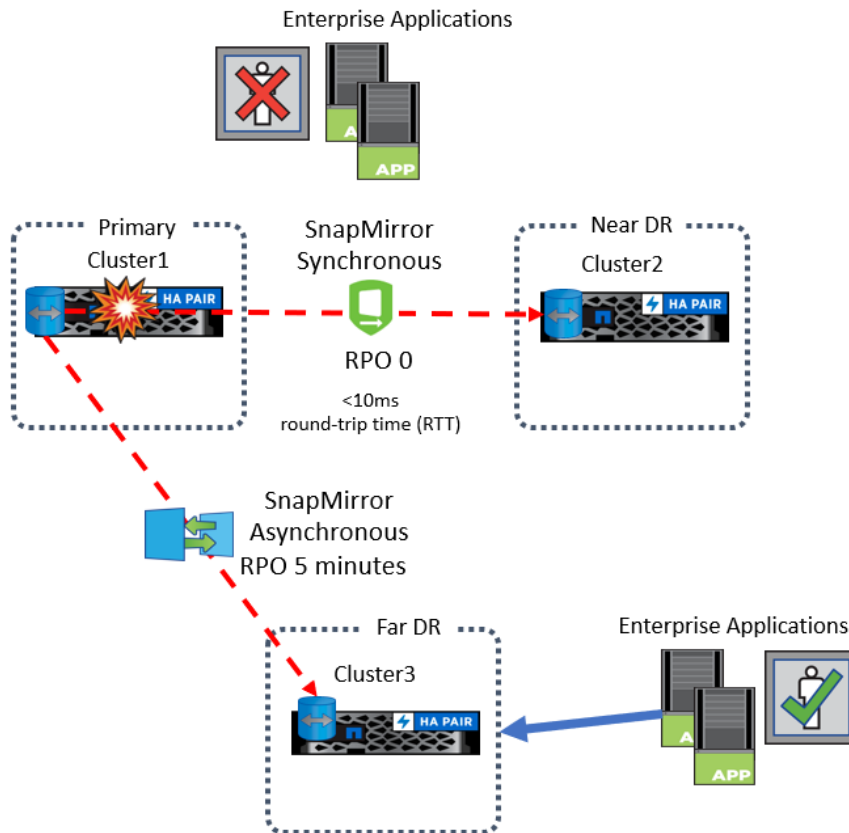 Enterprise Applications
A
APP
Primary
Cluster1
HA PAIR
SnapMirror
Synchronous
RPO 0
<10ms
round-trip time (RTT)
Near DR
Cluster2
HA PAIR
SnapMirror
Asynchronous
RPO 5 minutes
Far DR
Cluster3
HA PAIR
Enterprise Applications
A
APP